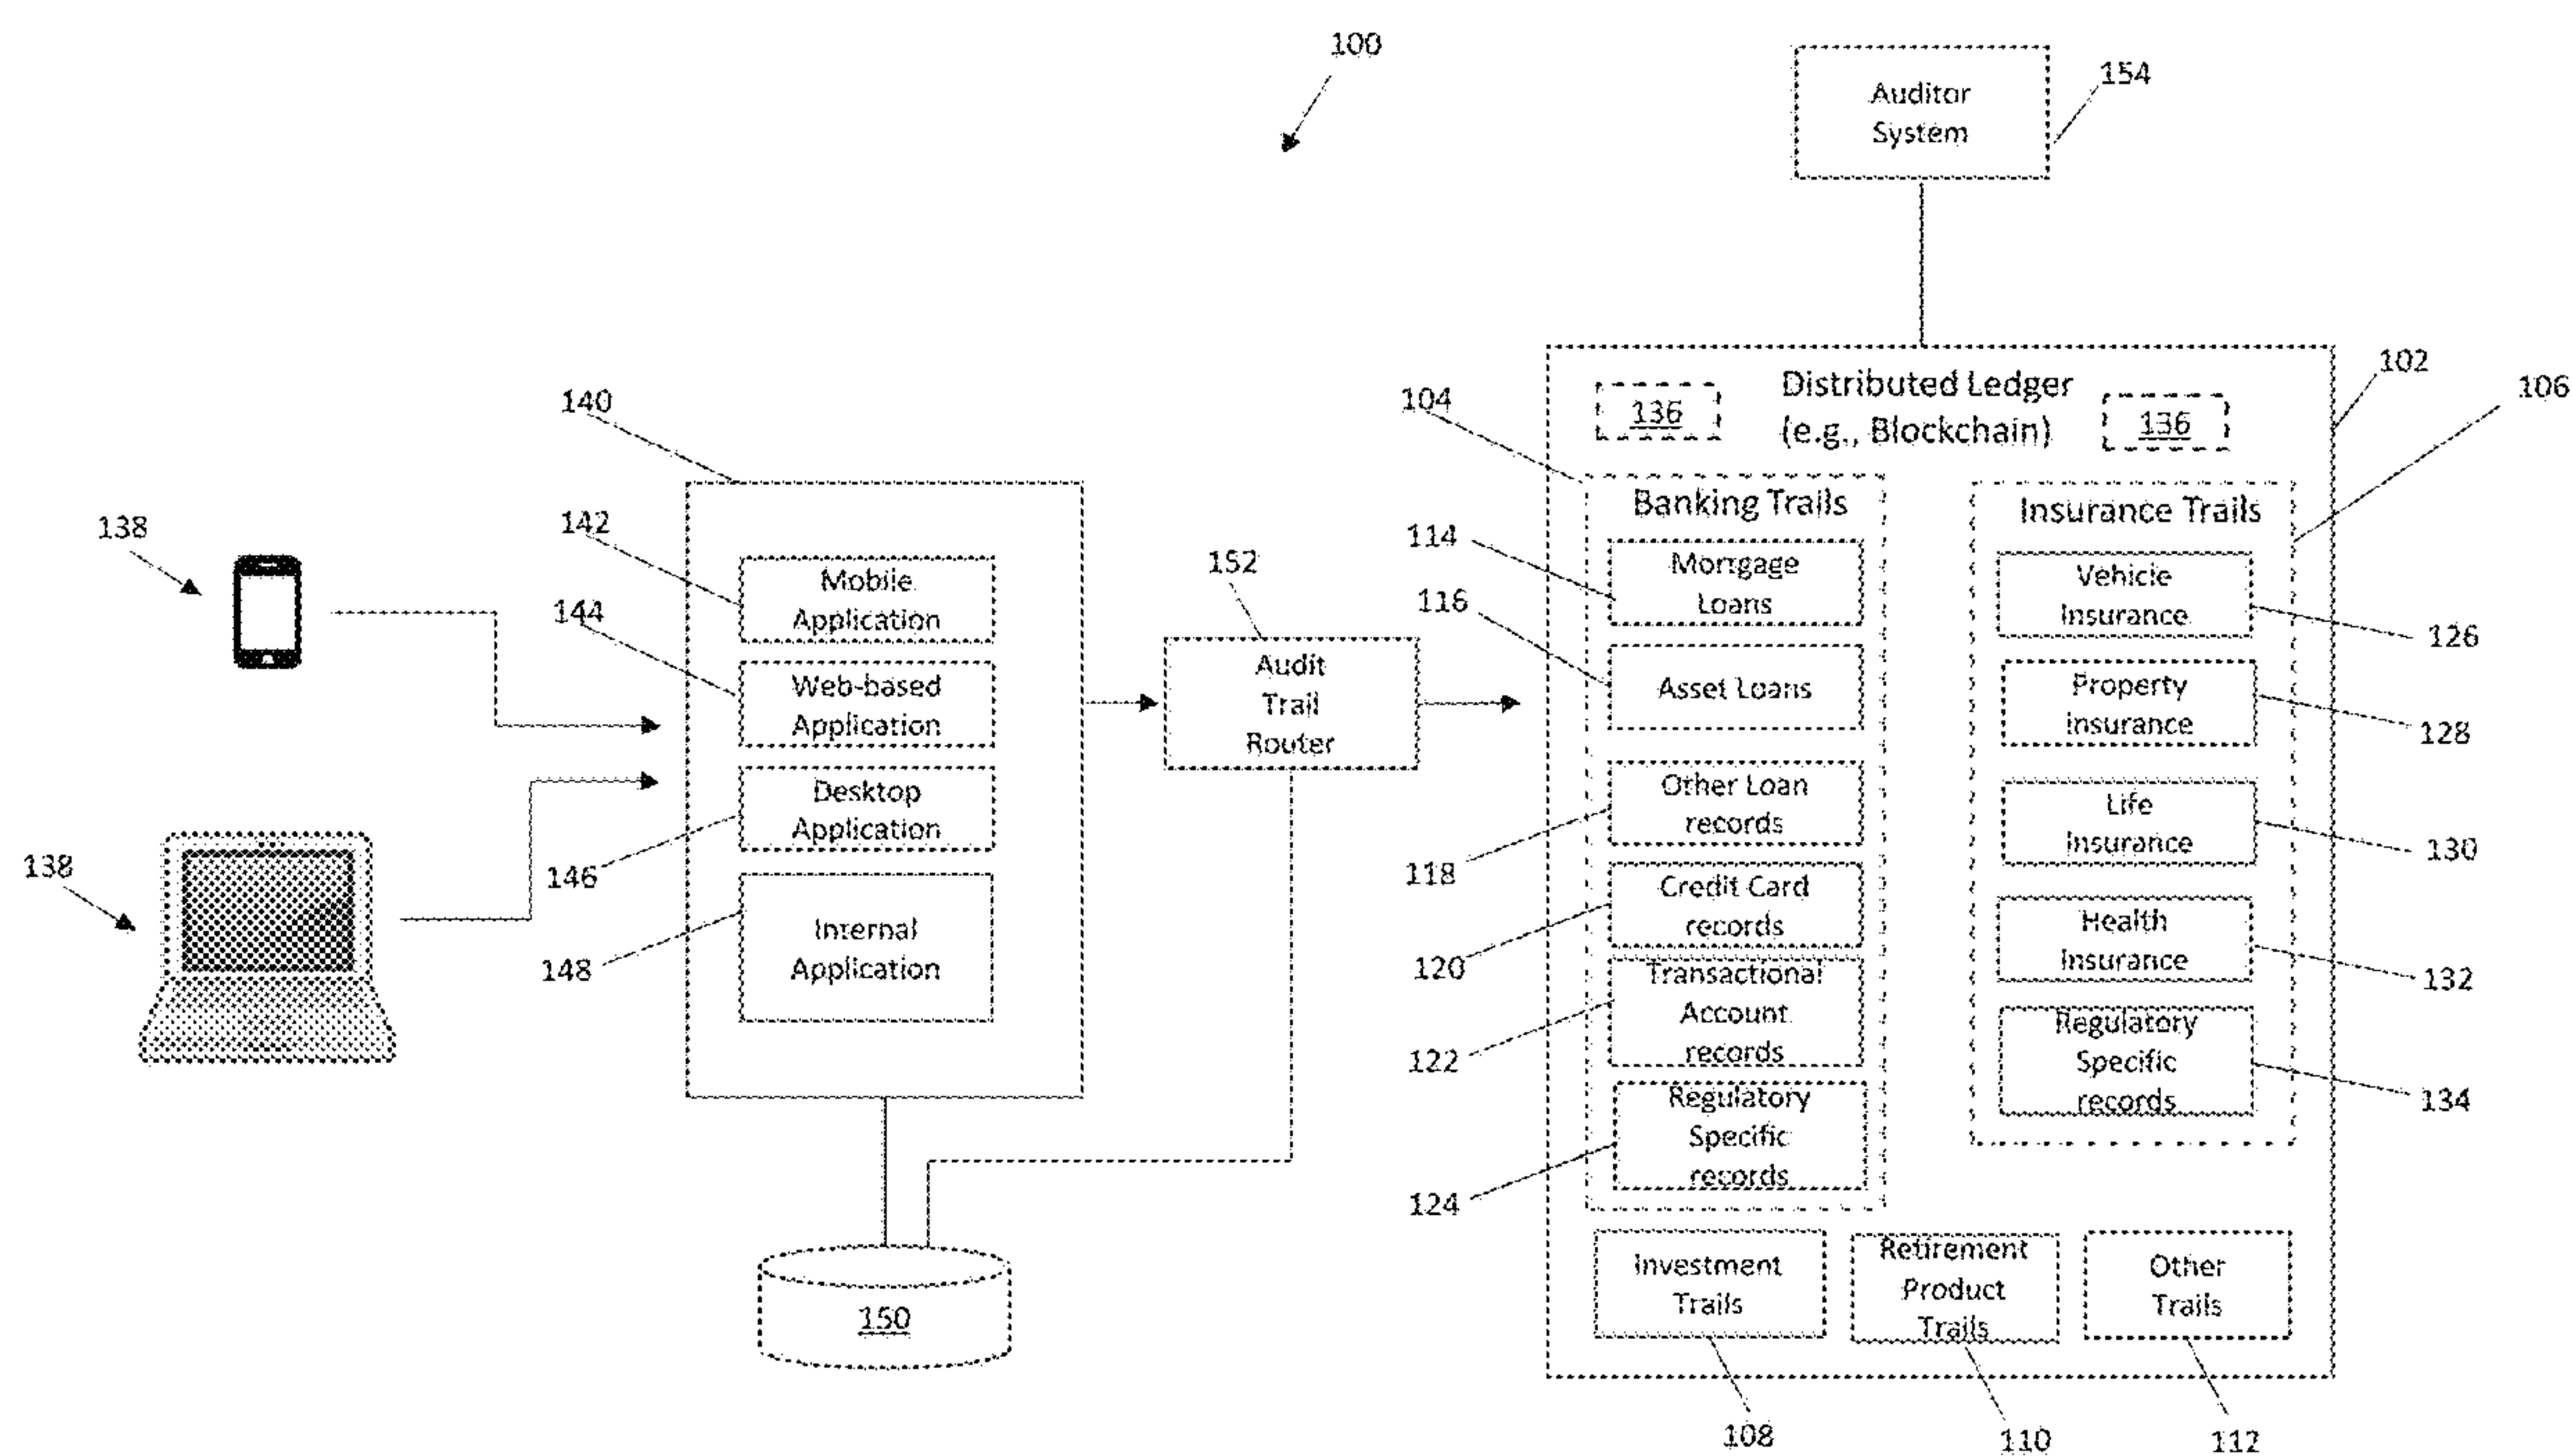 100
Auditor
System
154
102
106
Distributed Ledger
(e.g., Blockchain)
136
136
104
140
Banking Trails
Insurance Trails
138
142
114
Mortgage
Loans
Vehicle
Insurance
126
152
144
Mobile
Application
116
Audit
Trail
Router
Web-based
Application
Asset Loans
Property
Insurance
128
138
146
Desktop
Application
118
Other Loan
records
Life
Insurance
130
148
Internal
Application
120
Credit Card
records
Health
Insurance
132
122
Transactional
Account
records
Regulatory
Specific
records
134
124
Regulatory
Specific
records
150
Investment
Trails
Retirement
Product
Trails
Other
Trails
108
110
112